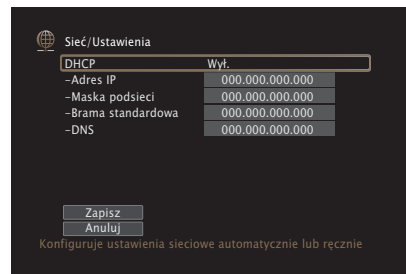 Sieć/Ustawienia
DHCP Wył.
–Adres IP 000.000.000.000
–Maska podsieci 000.000.000.000
–Brama standardowa 000.000.000.000
–DNS 000.000.000.000
Zapisz
Anuluj
Konfiguruje ustawienia sieciowe automatycznie lub ręcznie